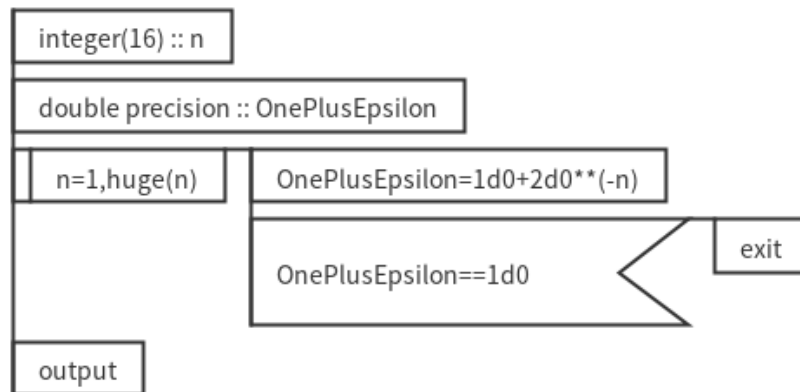 integer(16) :: n
double precision :: OnePlusEpsilon
n=1,huge(n)
OnePlusEpsilon=1d0+2d0**(-n)
OnePlusEpsilon==1d0
exit
output